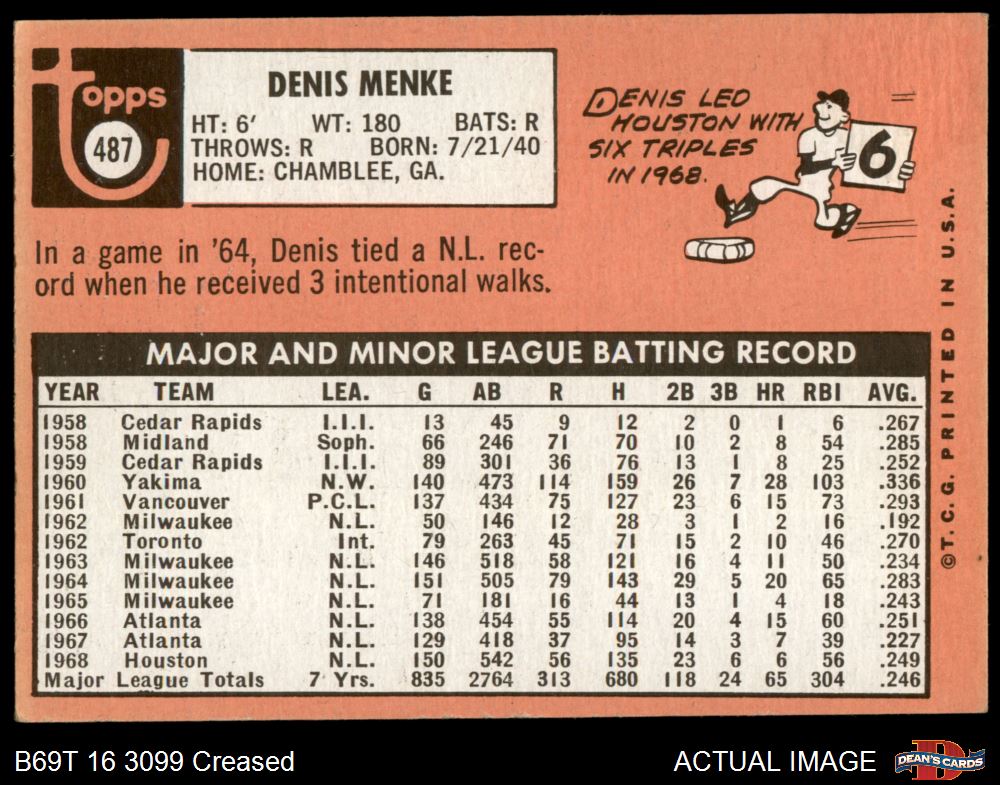 topps
487
DENIS MENKE
HT: 6' WT: 180 BATS: R
THROWS: R BORN: 7/21/40
HOME: CHAMBLEE, GA.
DENIS LED
HOUSTON WITH
SIX TRIPLES
IN 1968.
6
In a game in '64, Denis tied a N.L. rec-
ord when he received 3 intentional walks.
MAJOR AND MINOR LEAGUE BATTING RECORD
YEAR TEAM LEA. G AB R H 2B 3B HR RBI AVG.
1958 Cedar Rapids I.I.I. 13 45 9 12 2 0 1 6 .267
1958 Midland Soph. 66 246 71 70 10 2 8 54 .285
1959 Cedar Rapids I.I.I. 89 301 36 76 13 1 8 25 .252
1960 Yakima N.W. 140 473 114 159 26 7 28 103 .336
1961 Vancouver P.C.L. 137 434 75 127 23 6 15 73 .293
1962 Milwaukee N.L. 50 146 12 28 3 1 2 16 .192
1962 Toronto Int. 79 263 45 71 15 2 10 46 .270
1963 Milwaukee N.L. 146 518 58 121 16 4 11 50 .234
1964 Milwaukee N.L. 151 505 79 143 29 5 20 65 .283
1965 Milwaukee N.L. 71 181 16 44 13 1 4 18 .243
1966 Atlanta N.L. 138 454 55 114 20 4 15 60 .251
1967 Atlanta N.L. 129 418 37 95 14 3 7 39 .227
1968 Houston N.L. 150 542 56 135 23 6 6 56 .249
Major League Totals 7 Yrs. 835 2764 313 680 118 24 65 304 .246
©T. C. G. PRINTED IN U.S.A.
B69T 16 3099 Creased
ACTUAL IMAGE
DEAN'S CARDS